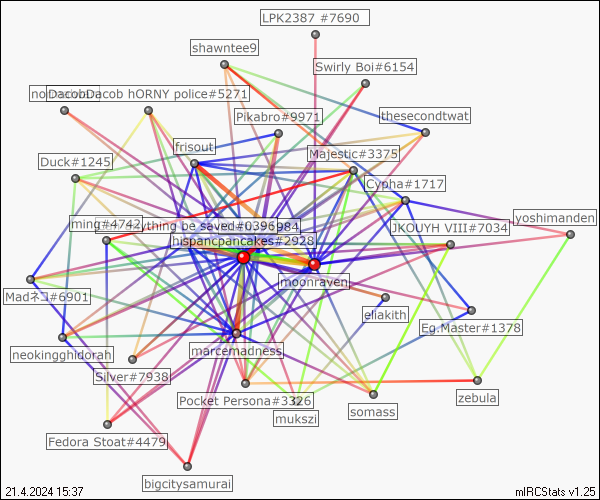 LPK2387 #7690
shawntee9
Swirly Boi#6154
Dacob hORNY police#5271
Pikabro#9971
thesecondtwat
frisout
Majestic#3375
Duck#1245
Cypha#1717
ming#4742
be saved#0396984
yoshimanden
JKOUYH VIII#7034
hispancpancakes#2928
moonraven
Madネコ#6901
eliakith
Eg.Master#1378
neokingghidorah
marcemadness
Silver#7938
Pocket Persona#3326
zebula
mukszi
somass
Fedora Stoat#4479
bigcitysamurai
21.4.2024 15:37
mIRCStats v1.25